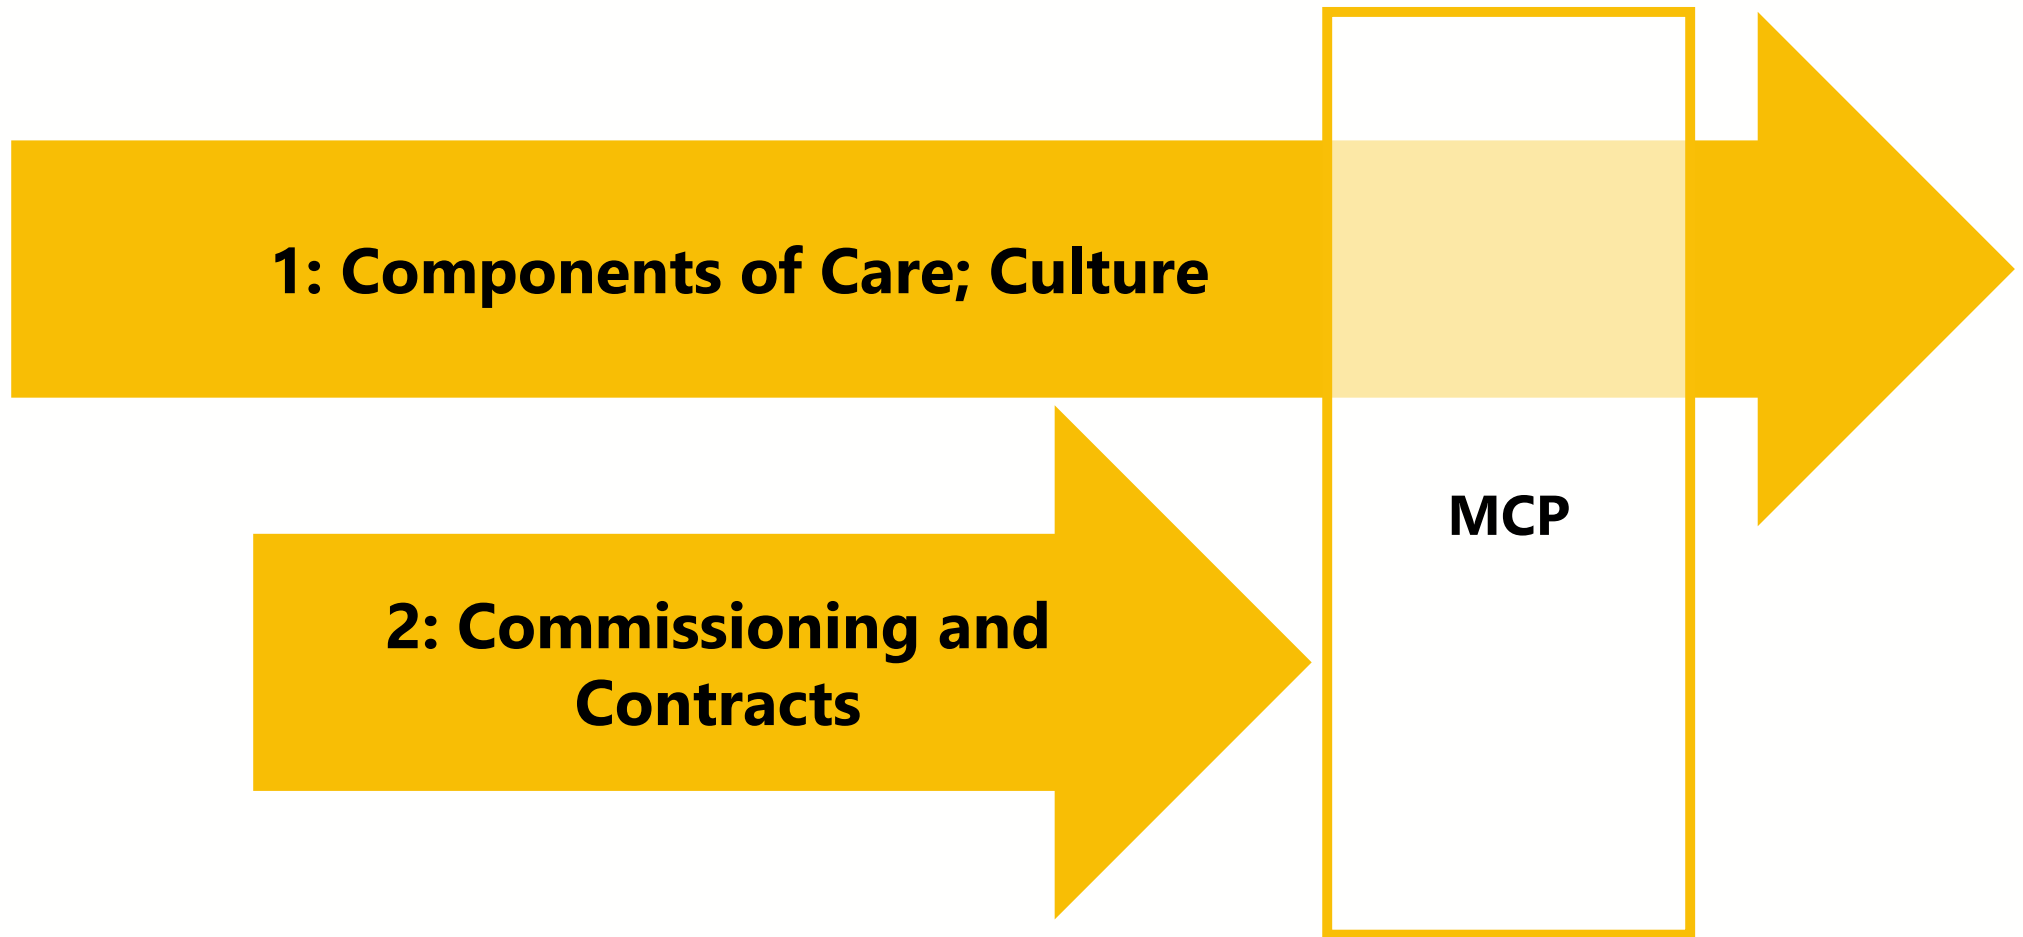 1: Components of Care; Culture
MCP
2: Commissioning and
Contracts